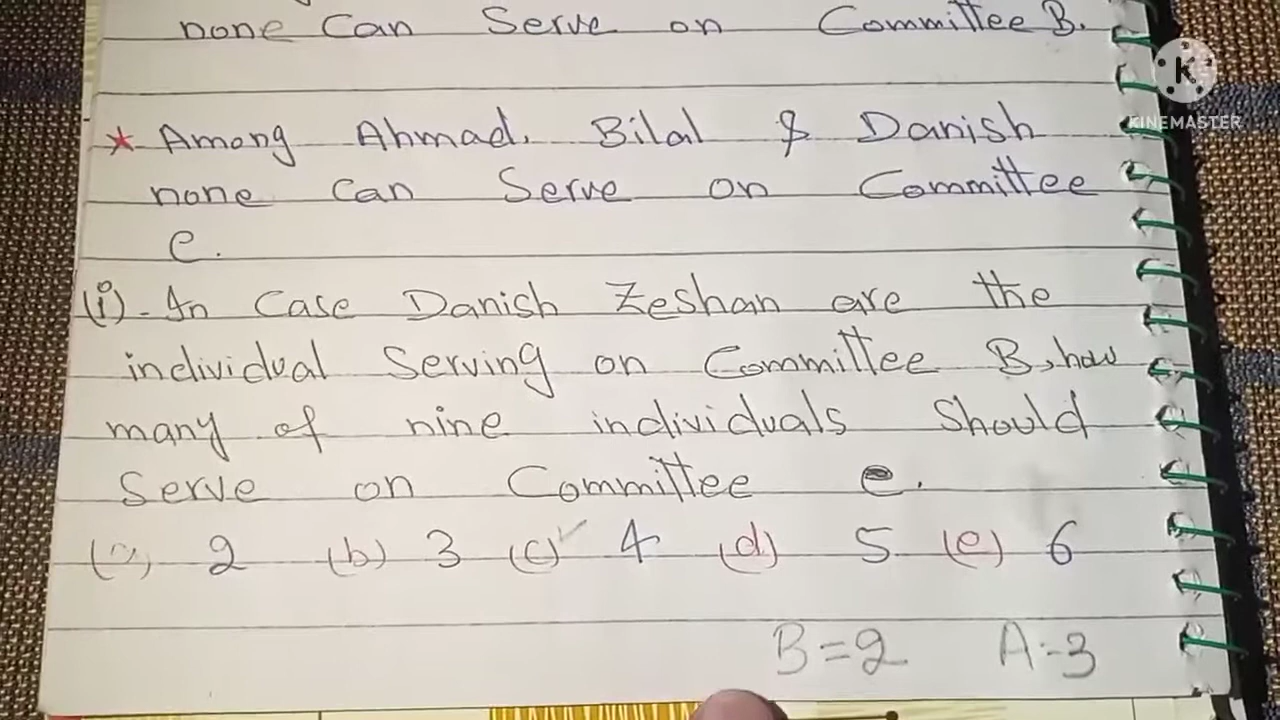 none Can Serve on Committee B.
KINEMASTER
* Among Ahmad, Bilal & Danish
none Can Serve on Committee
C.
(i)- In Case Danish Zeshan are the
individual Serving on Committee B, how
many of nine individuals Should
Serve on Committee C.
(a) 2 (b) 3 (c) ✓ 4 (d) 5 (e) 6
B=2 A-3